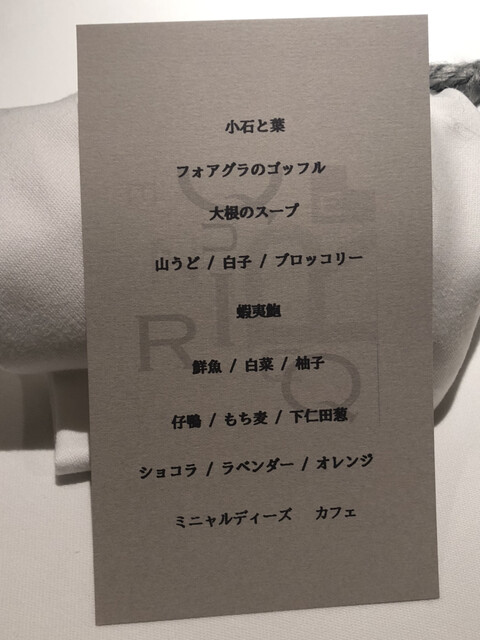 小石と葉
フォアグラのゴッフル
大根のスープ
山うど / 白子 / ブロッコリー
蝦夷鮑
鮮魚 / 白菜 / 柚子
仔鴨 / もち麦 / 下仁田葱
ショコラ / ラベンダー / オレンジ
ミニャルディーズ カフェ